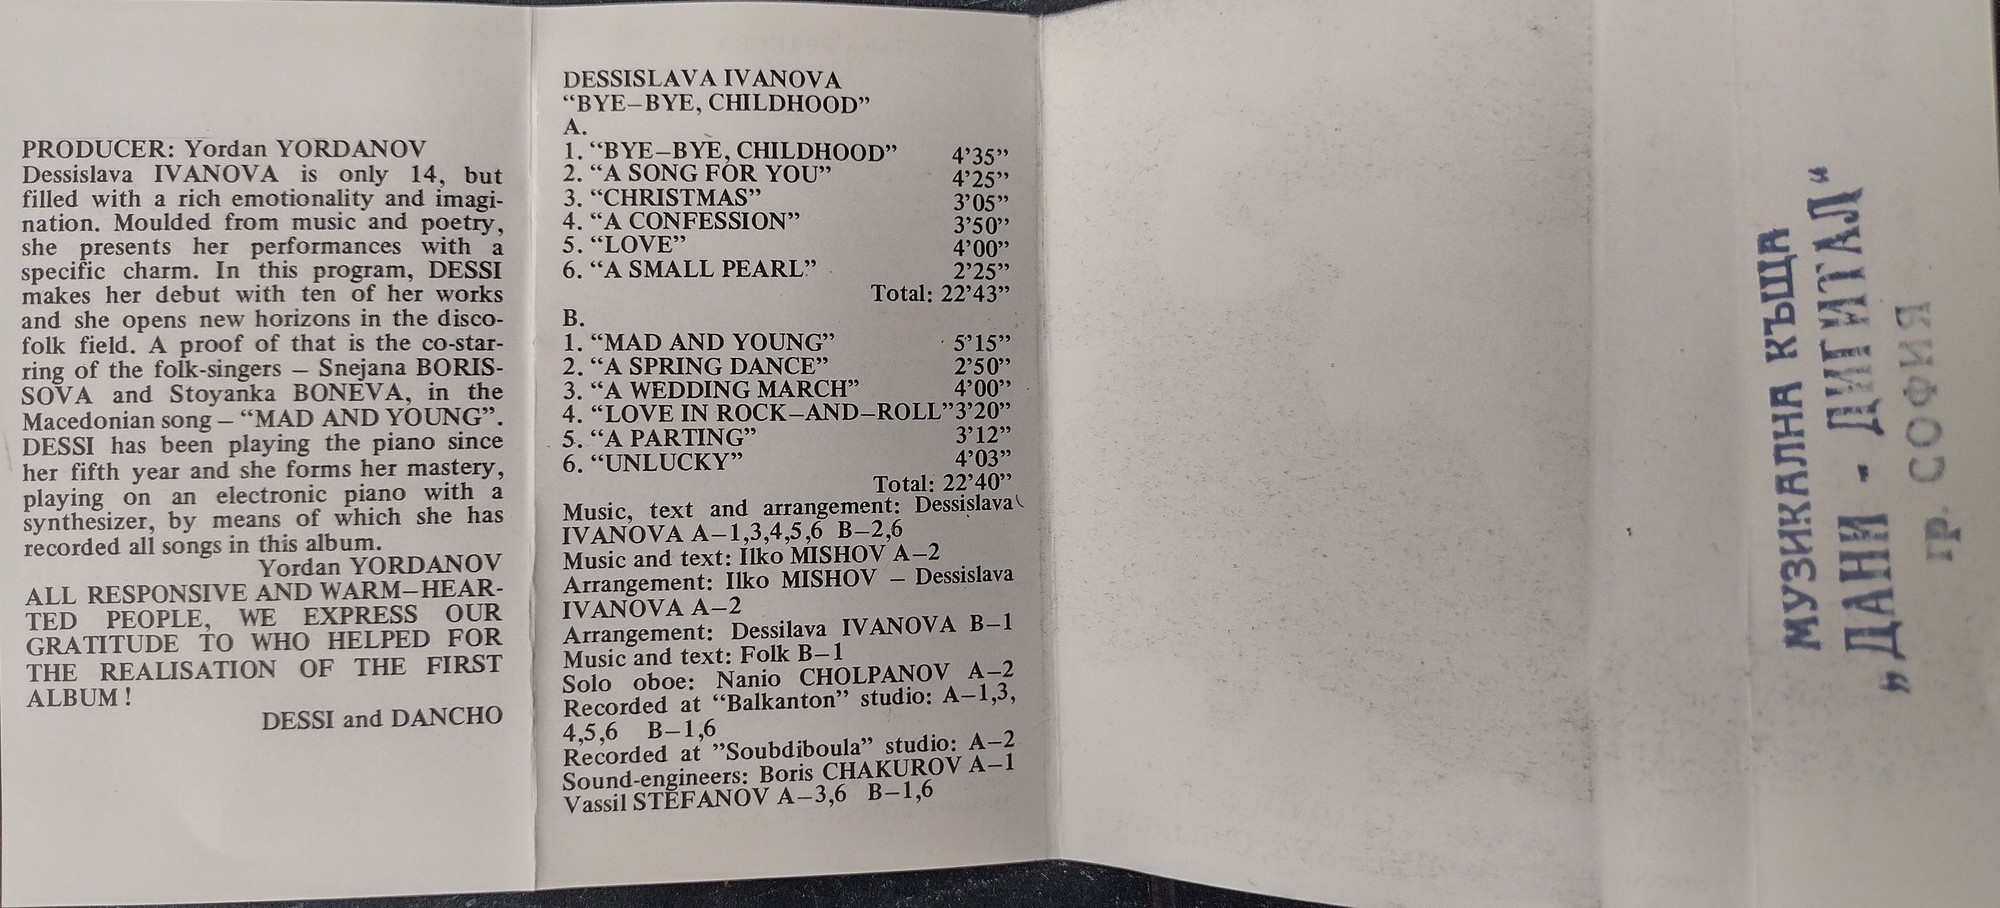 PRODUCER: Yordan YORDANOV
Dessislava IVANOVA is only 14, but
filled with a rich emotionality and imagi-
nation. Moulded from music and poetry,
she presents her performances with a
specific charm. In this program, DESSI
makes her debut with ten of her works
and she opens new horizons in the disco-
folk field. A proof of that is the co-star-
ring of the folk-singers – Snejana BORIS-
SOVA and Stoyanka BONEVA, in the
Macedonian song – “MAD AND YOUNG”.
DESSI has been playing the piano since
her fifth year and she forms her mastery,
playing on an electronic piano with a
synthesizer, by means of which she has
recorded all songs in this album.
Yordan YORDANOV
ALL RESPONSIVE AND WARM–HEAR-
TED PEOPLE, WE EXPRESS OUR
GRATITUDE TO WHO HELPED FOR
THE REALISATION OF THE FIRST
ALBUM!
DESSI and DANCHO
DESSISLAVA IVANOVA
“BYE–BYE, CHILDHOOD”
A.
1. “BYE–BYE, CHILDHOOD” 4’35”
2. “A SONG FOR YOU” 4’25”
3. “CHRISTMAS” 3’05”
4. “A CONFESSION” 3’50”
5. “LOVE” 4’00”
6. “A SMALL PEARL” 2’25”
Total: 22’43”
B.
1. “MAD AND YOUNG” 5’15”
2. “A SPRING DANCE” 2’50”
3. “A WEDDING MARCH” 4’00”
4. “LOVE IN ROCK–AND–ROLL” 3’20”
5. “A PARTING” 3’12”
6. “UNLUCKY” 4’03”
Total: 22’40”
Music, text and arrangement: Dessislava
IVANOVA A–1,3,4,5,6 B–2,6
Music and text: Ilko MISHOV A–2
Arrangement: Ilko MISHOV – Dessislava
IVANOVA A–2
Arrangement: Dessilava IVANOVA B–1
Music and text: Folk B–1
Solo oboe: Nanio CHOLPANOV A–2
Recorded at “Balkanton” studio: A–1,3,
4,5,6 B–1,6
Recorded at ”Soubdiboula” studio: A–2
Sound-engineers: Boris CHAKUROV A–1
Vassil STEFANOV A–3,6 B–1,6
МУЗИКАЛНА КЪЩА
„ДАНИ - ДИГИТАЛ“
гр. СОФИЯ